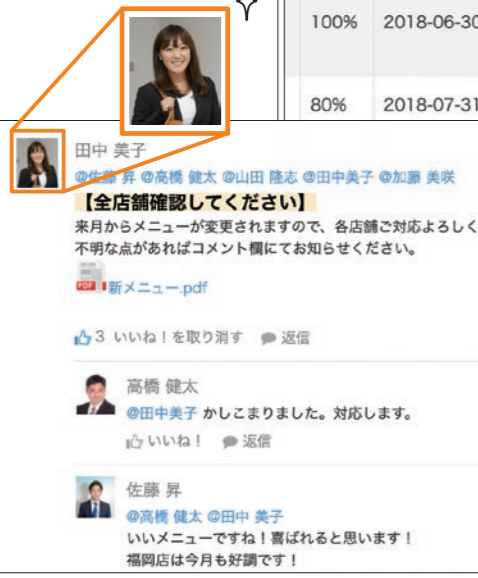 100% 2018-06-30
80% 2018-07-31
田中 美子
@佐藤 昇 @高橋 健太 @山田 隆志 @田中美子 @加藤 美咲
【全店舗確認してください】
来月からメニューが変更されますので、各店舗ご対応よろしく
不明な点があればコメント欄にてお知らせください。
PDF 新メニュー.pdf
3 いいね！を取り消す 返信
高橋 健太
@田中美子 かしこまりました。対応します。
いいね！ 返信
佐藤 昇
@高橋 健太 @田中 美子
いいメニューですね！喜ばれると思います！
福岡店は今月も好調です！